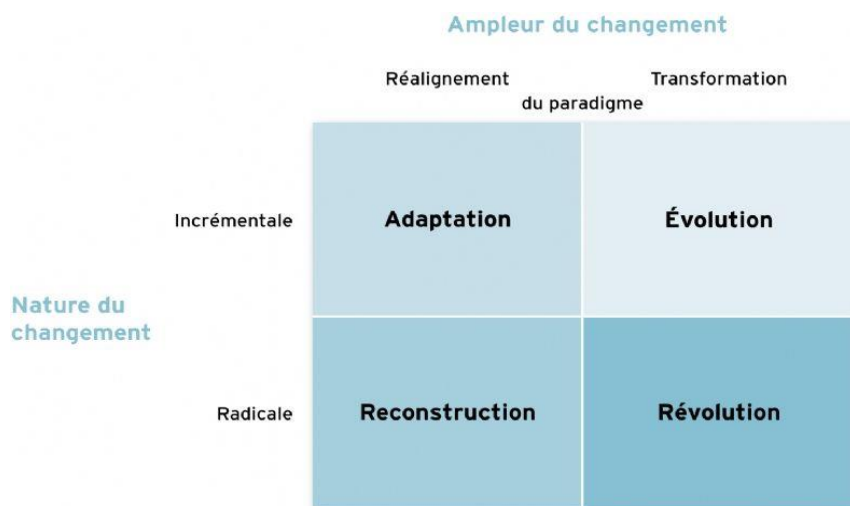 Ampleur du changement
Réalignement Transformation
du paradigme
Incrémentale Adaptation Évolution
Nature du
changement
Radicale Reconstruction Révolution